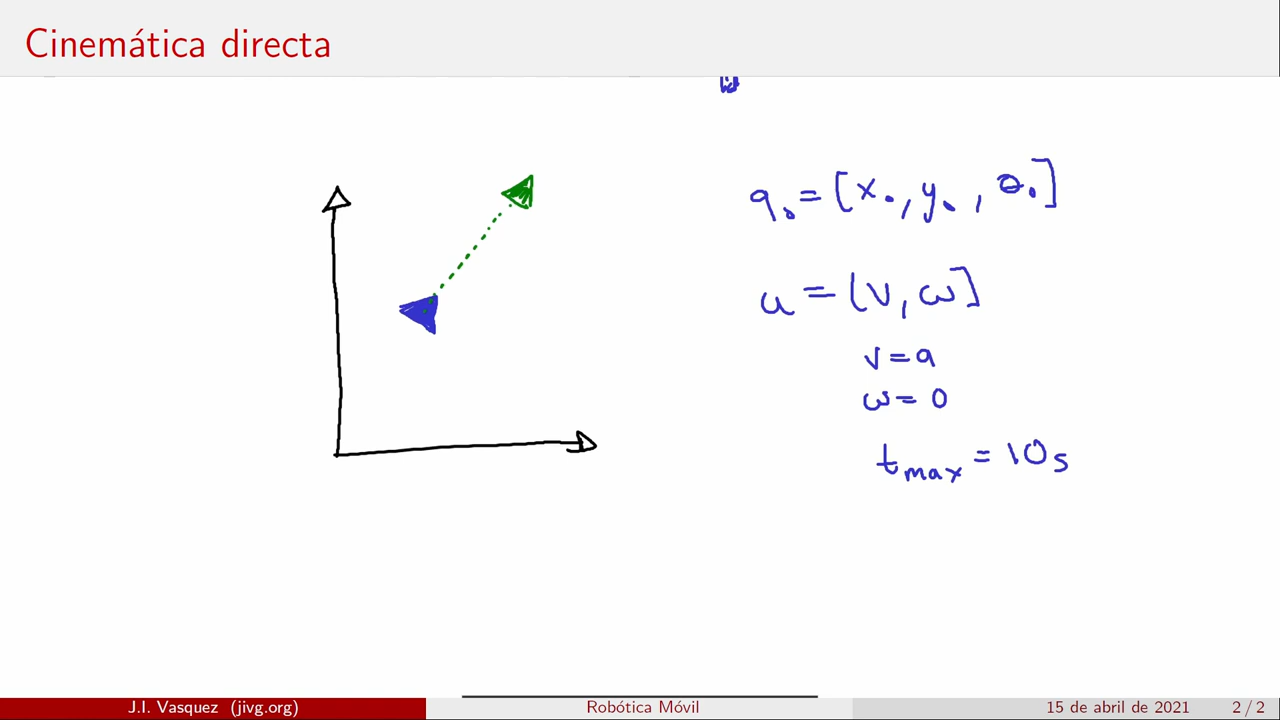 Cinemática directa
q₀ = [x₀, y₀, θ₀]
u = [v, ω]
v = a
ω = 0
t_max = 10s
J.I. Vasquez (jivg.org) Robótica Móvil 15 de abril de 2021 2 / 2